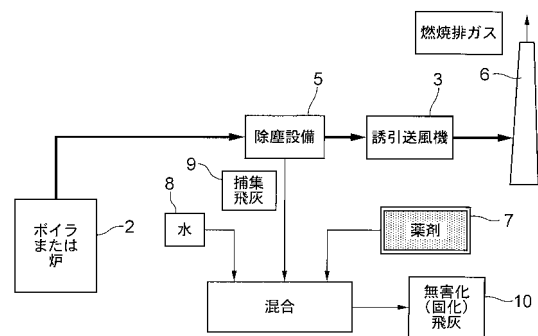 燃焼排ガス
6
5
3
除塵設備
誘引送風機
9
捕集
飛灰
8
水
ボイラ
または
炉
2
薬剤
7
混合
無害化
（固化）
飛灰
10